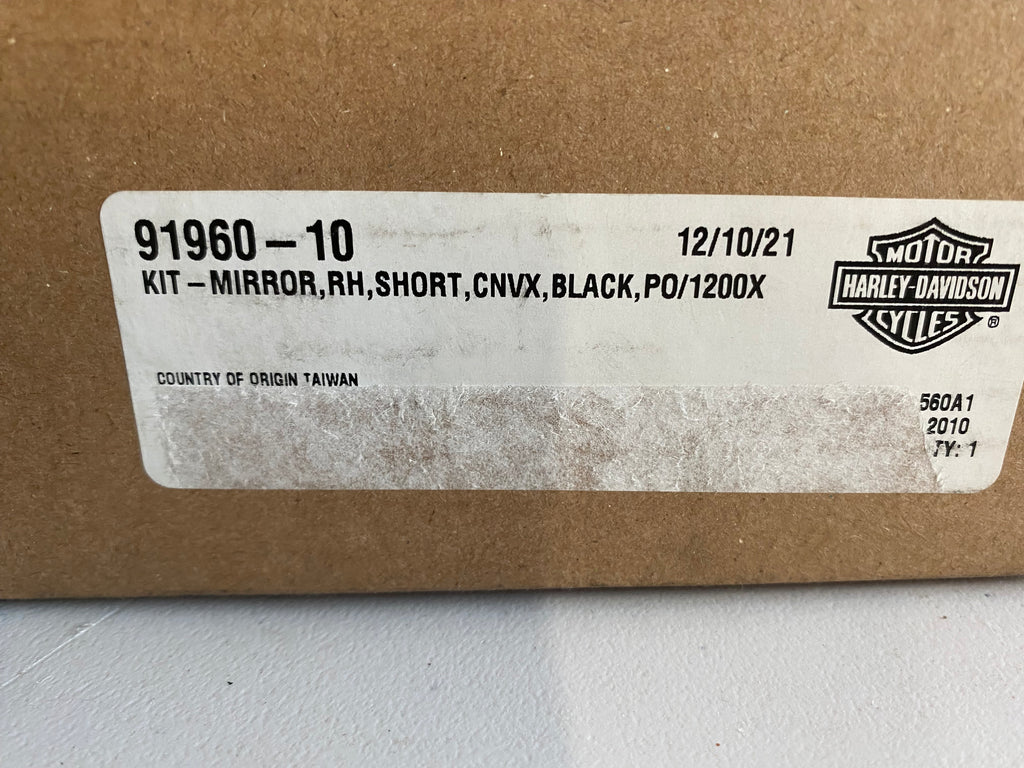 91960-10
12/10/21
KIT-MIRROR,RH,SHORT,CNVX,BLACK,PO/1200X
MOTOR
HARLEY-DAVIDSON
CYCLES
®
COUNTRY OF ORIGIN TAIWAN
560A1
2010
TY: 1